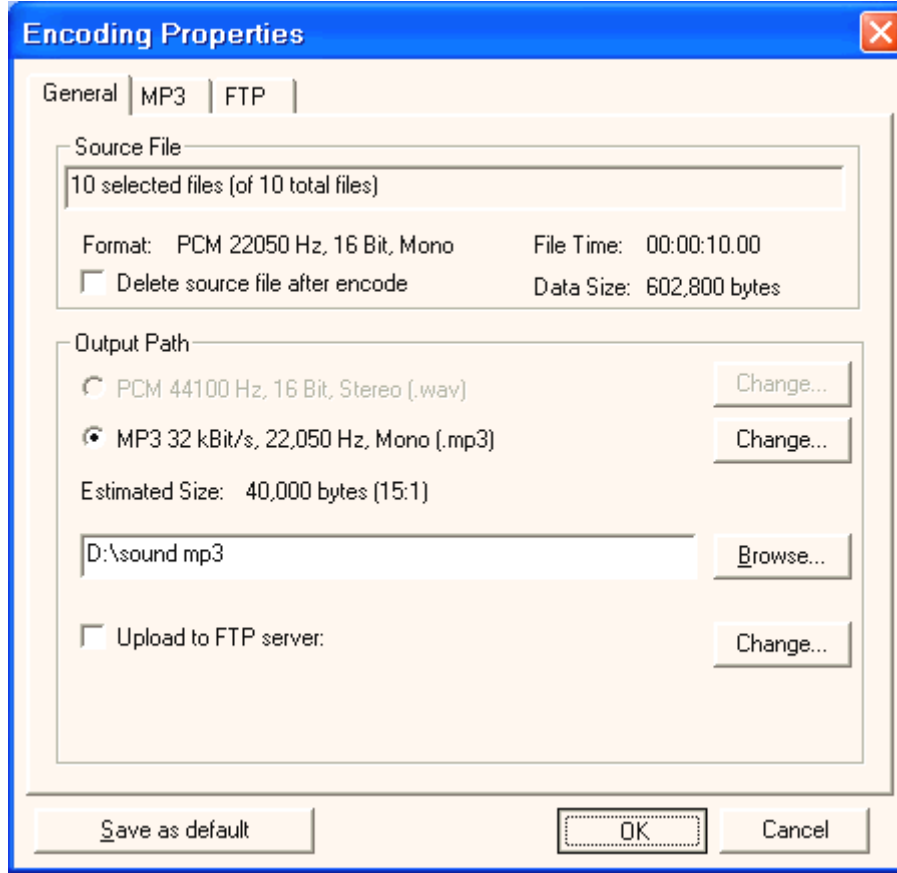 Encoding Properties
General MP3 FTP
Source File
10 selected files (of 10 total files)
Format: PCM 22050 Hz, 16 Bit, Mono File Time: 00:00:10.00
Delete source file after encode Data Size: 602,800 bytes
Output Path
PCM 44100 Hz, 16 Bit, Stereo (.wav) Change...
MP3 32 kBit/s, 22,050 Hz, Mono (.mp3) Change...
Estimated Size: 40,000 bytes (15:1)
D:\sound mp3 Browse...
Upload to FTP server: Change...
Save as default OK Cancel